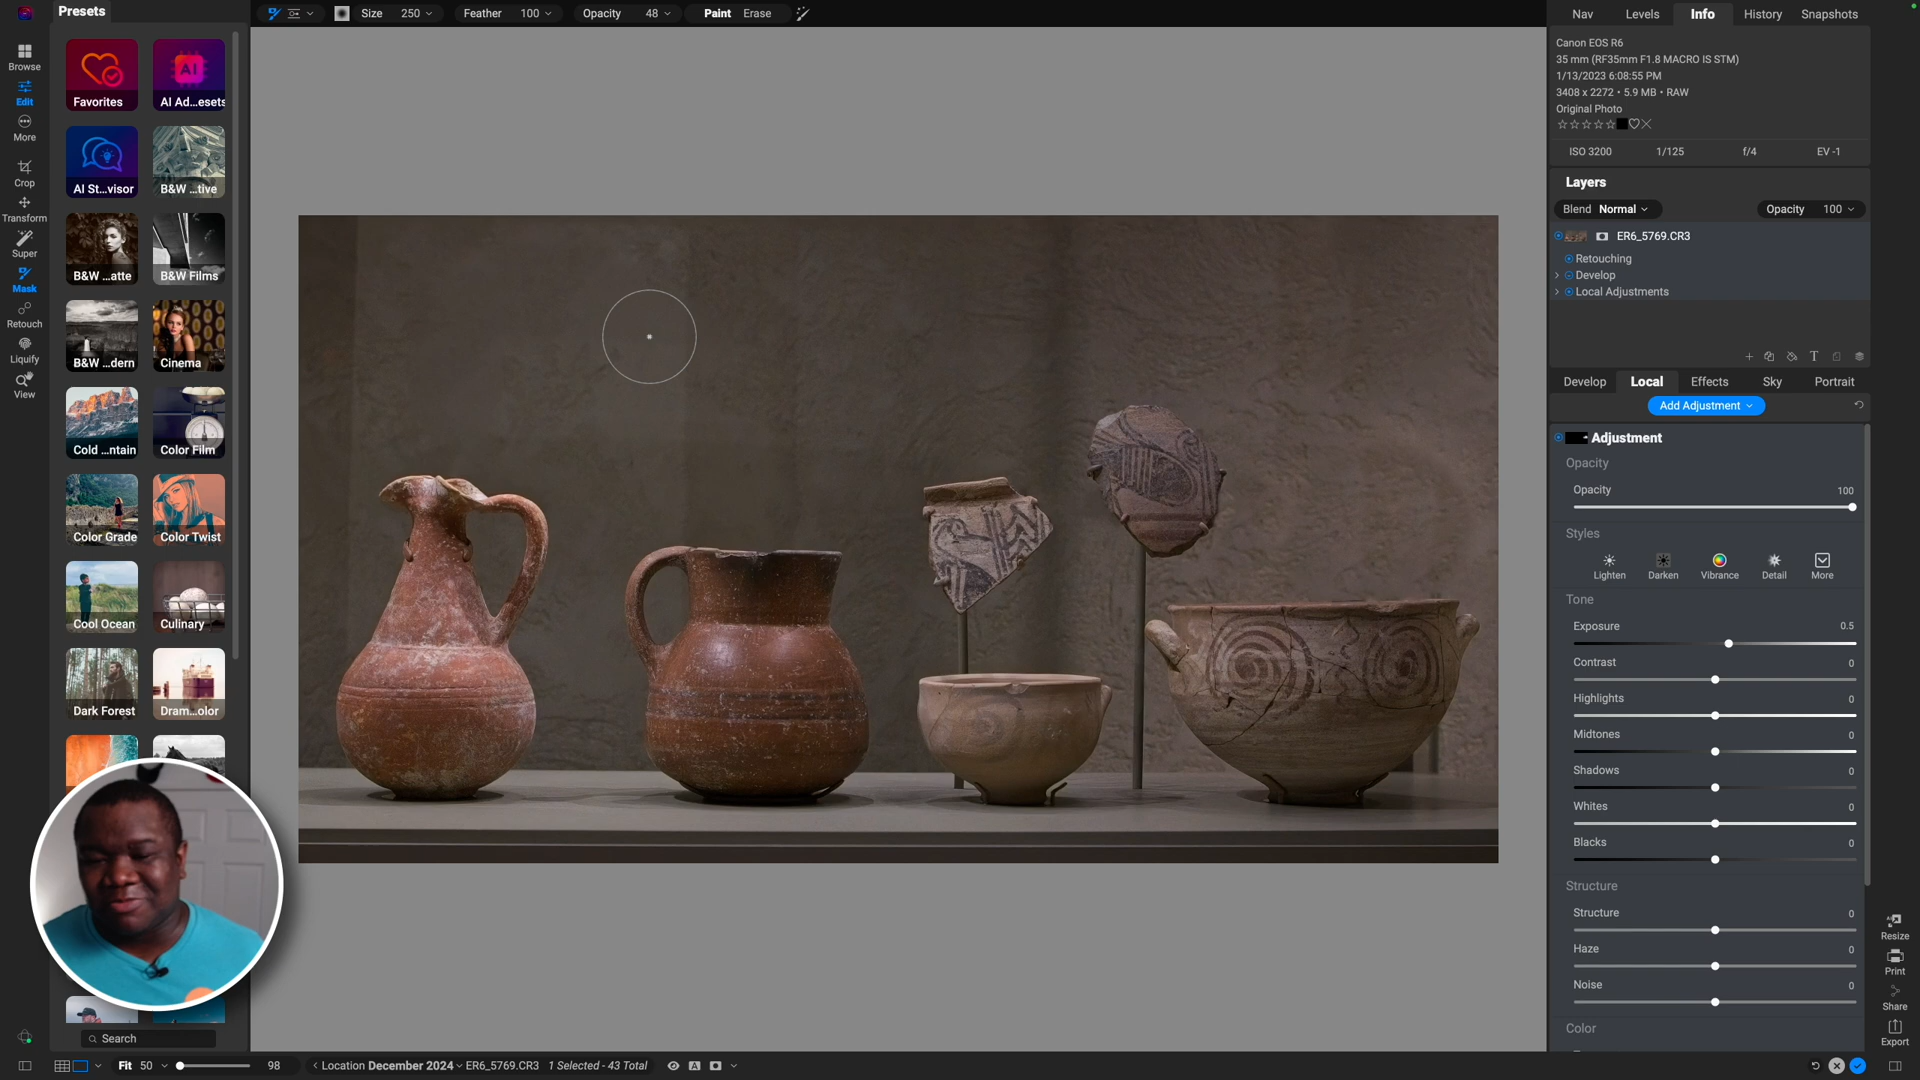 Presets
Size 250 Feather 100 Opacity 48 Paint Erase
Nav Levels Info History Snapshots
Browse
Edit
More
Crop
Transform
Super
Mask
Retouch
Liquify
View
Favorites AI Ad...esets
AI St...visor B&W ...tive
B&W ...atte B&W Films
B&W ...dern Cinema
Cold ...ntain Color Film
Color Grade Color Twist
Cool Ocean Culinary
Dark Forest Dram...olor
Search
Canon EOS R6
35 mm (RF35mm F1.8 MACRO IS STM)
1/13/2023 6:08:55 PM
3408 x 2272 • 5.9 MB • RAW
Original Photo
ISO 3200 1/125 f/4 EV -1
Layers
Blend Normal Opacity 100
ER6_5769.CR3
Retouching
Develop
Local Adjustments
T
Develop Local Effects Sky Portrait
Add Adjustment
Adjustment
Opacity
Opacity 100
Styles
Lighten Darken Vibrance Detail More
Tone
Exposure 0.5
Contrast 0
Highlights 0
Midtones 0
Shadows 0
Whites 0
Blacks 0
Structure
Structure 0
Haze 0
Noise 0
Color
Resize
Print
Share
Export
Fit 50 98 Location December 2024 ER6_5769.CR3 1 Selected - 43 Total A